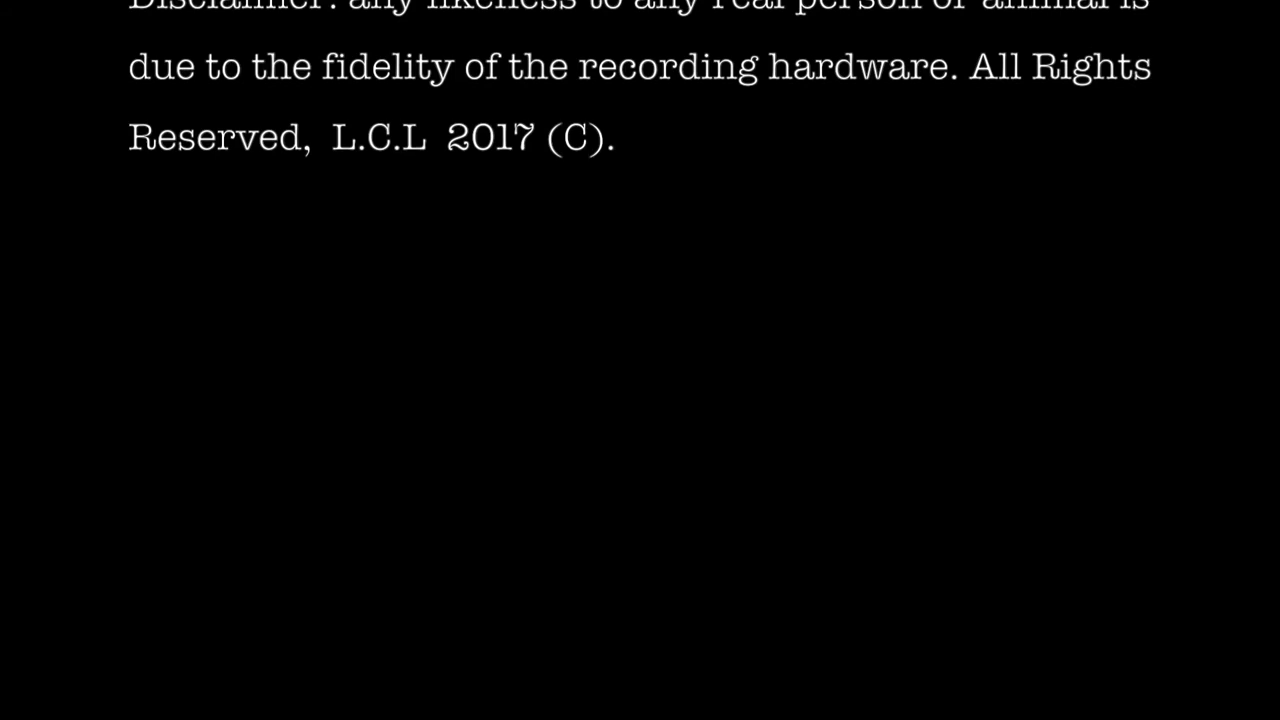 Disclaimer: any likeness to any real person or animal is
due to the fidelity of the recording hardware. All Rights
Reserved, L.C.L 2017 (C).